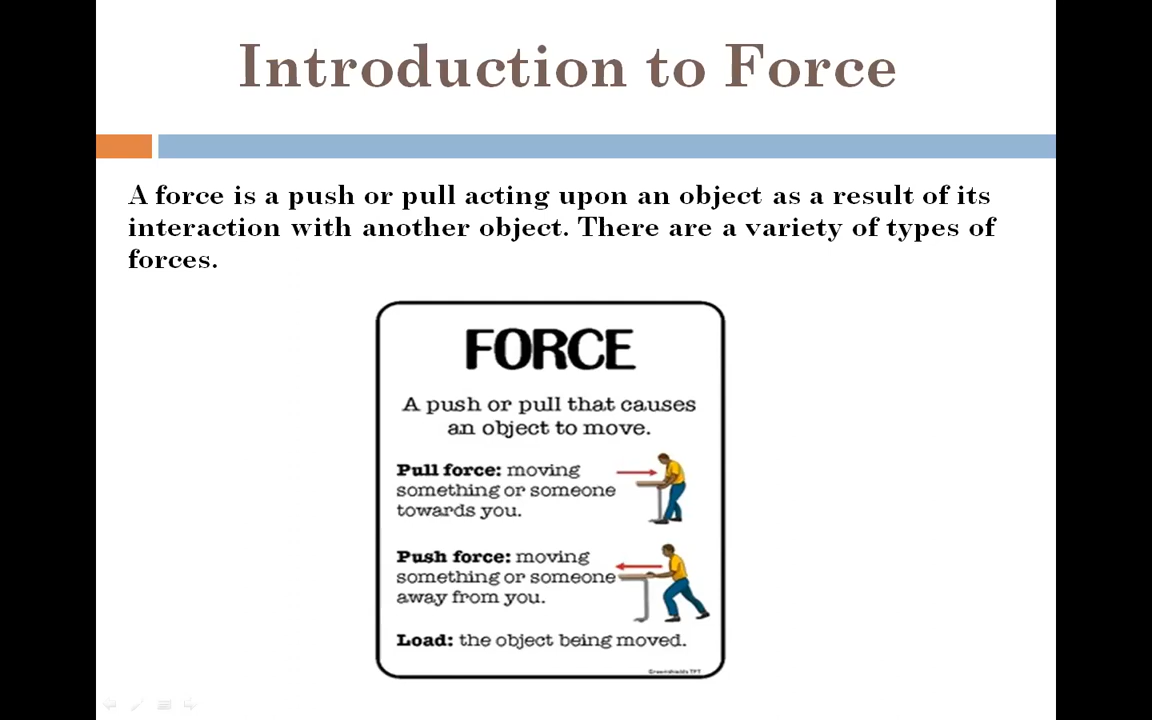 Introduction to Force
A force is a push or pull acting upon an object as a result of its
interaction with another object. There are a variety of types of
forces.
FORCE
A push or pull that causes
an object to move.
Pull force: moving
something or someone
towards you.
Push force: moving
something or someone
away from you.
Load: the object being moved.